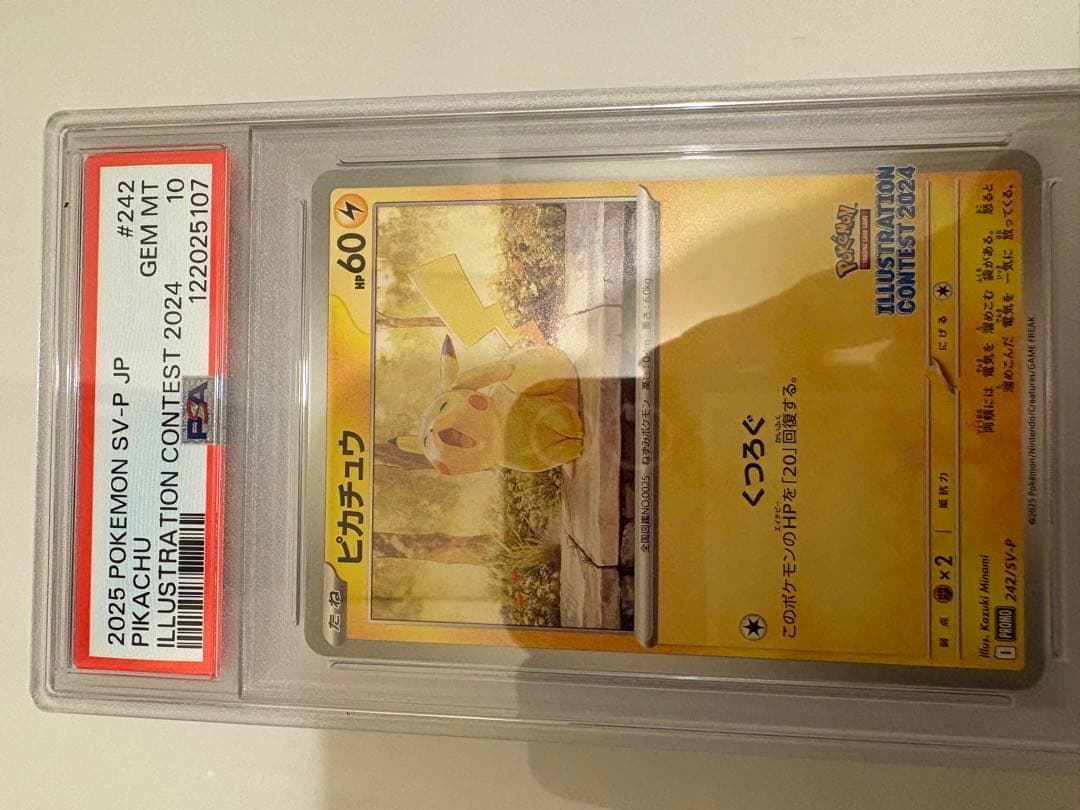 2025 POKEMON SV-P JP #242
PIKACHU GEM MT
ILLUSTRATION CONTEST 2024 10
122025107
PSA
たね
ピカチュウ
HP60
全国図鑑NO.0025 ねずみポケモン 高さ：0.4m 重さ：6.0kg
くつろぐ
このポケモンのHPを「20」回復する。
POKÉMON
TRADING CARD GAME
ILLUSTRATION
CONTEST 2024
弱点 ×2 抵抗力 にげる
Illus. Kazuki Minami
両頬には 電気を 溜めこむ 袋がある。 怒ると
溜めこんだ 電気を 一気に 放ってくる。
I PROMO 242/SV-P
©2025 Pokémon/Nintendo/Creatures/GAME FREAK.